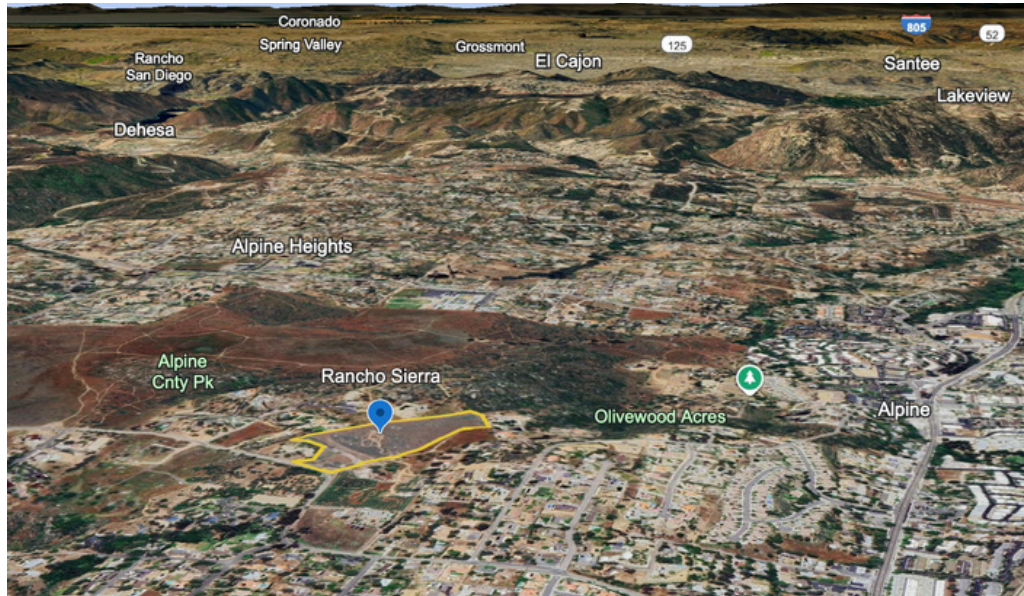 Coronado
805
52
Spring Valley
Grossmont
125
Rancho
San Diego
El Cajon
Santee
Lakeview
Dehesa
Alpine Heights
Alpine
Cnty Pk
Rancho Sierra
Olivewood Acres
Alpine